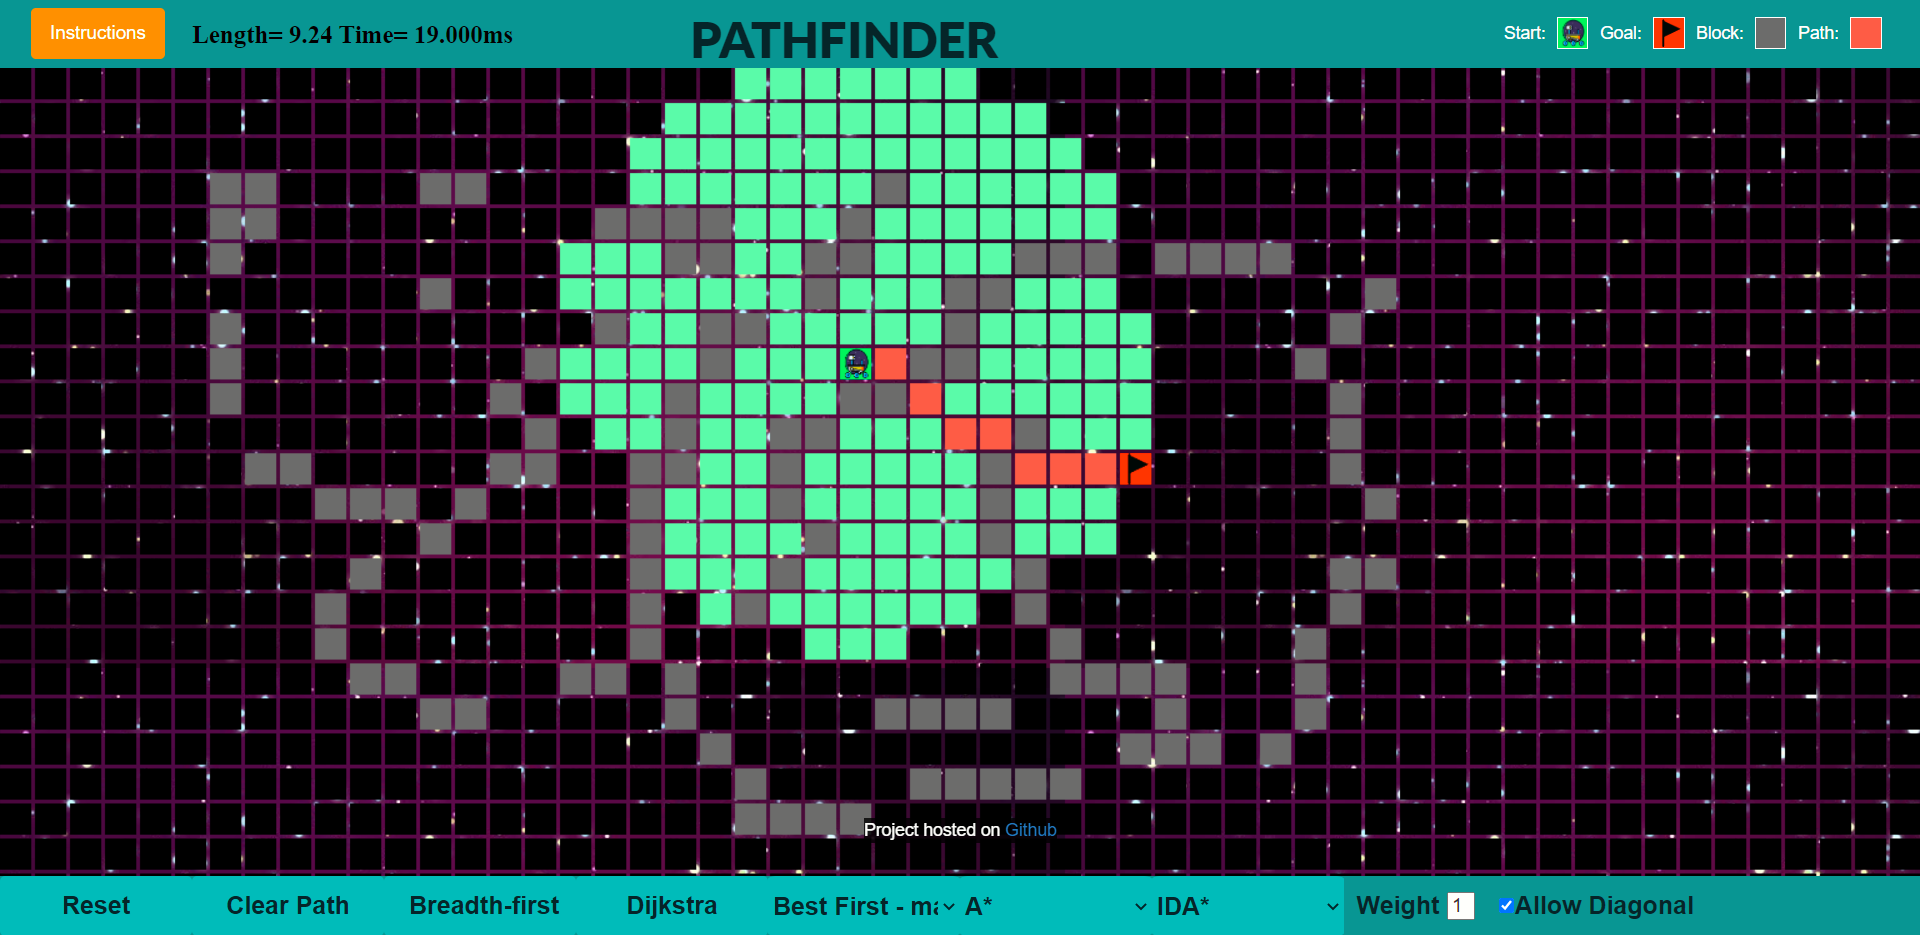 Instructions
Length= 9.24 Time= 19.000ms
PATHFINDER
Start:
Goal:
Block:
Path:
Project hosted on Github
Reset
Clear Path
Breadth-first
Dijkstra
Best First - ma
A*
IDA*
Weight 1
Allow Diagonal